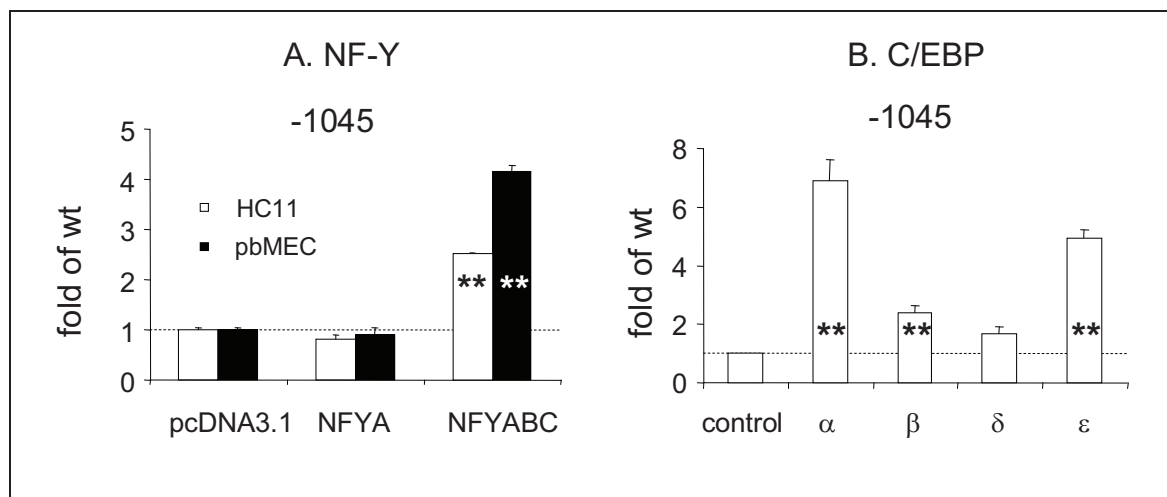 A. NF-Y
-1045
fold of wt
5
4
3
2
1
0
HC11
pbMEC
** **
pcDNA3.1 NFYA NFYABC
B. C/EBP
-1045
fold of wt
8
6
4
2
0
** ** **
control α β δ ε